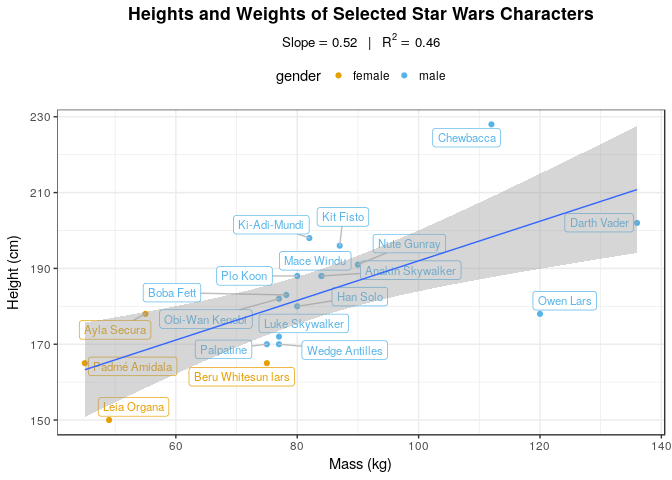 Heights and Weights of Selected Star Wars Characters
Slope = 0.52 | R² = 0.46
gender female male
Height (cm)
230
210
190
170
150
Chewbacca
Kit Fisto
Ki-Adi-Mundi
Darth Vader
Nute Gunray
Mace Windu
Anakin Skywalker
Plo Koon
Boba Fett
Han Solo
Owen Lars
Obi-Wan Kenobi
Luke Skywalker
Ayla Secura
Palpatine
Wedge Antilles
Padmé Amidala
Beru Whitesun lars
Leia Organa
60 80 100 120 140
Mass (kg)